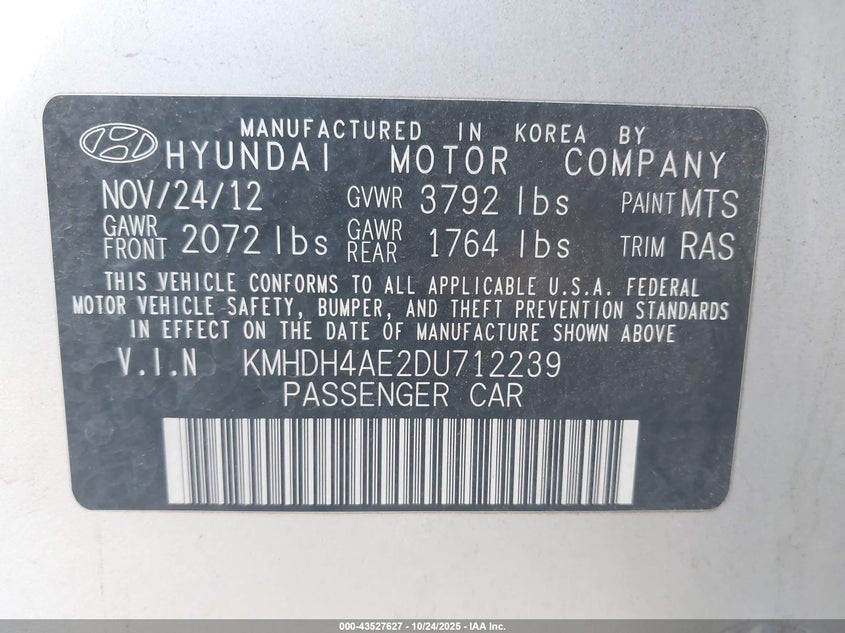 MANUFACTURED IN KOREA BY
HYUNDAI MOTOR COMPANY
NOV/24/12 GVWR 3792 lbs PAINT MTS
GAWR FRONT 2072 lbs GAWR REAR 1764 lbs TRIM RAS
THIS VEHICLE CONFORMS TO ALL APPLICABLE U.S.A. FEDERAL
MOTOR VEHICLE SAFETY, BUMPER, AND THEFT PREVENTION STANDARDS
IN EFFECT ON THE DATE OF MANUFACTURE SHOWN ABOVE
V.I.N KMHDH4AE2DU712239
PASSENGER CAR
000-43527627 - 10/24/2025 - IAA Inc.